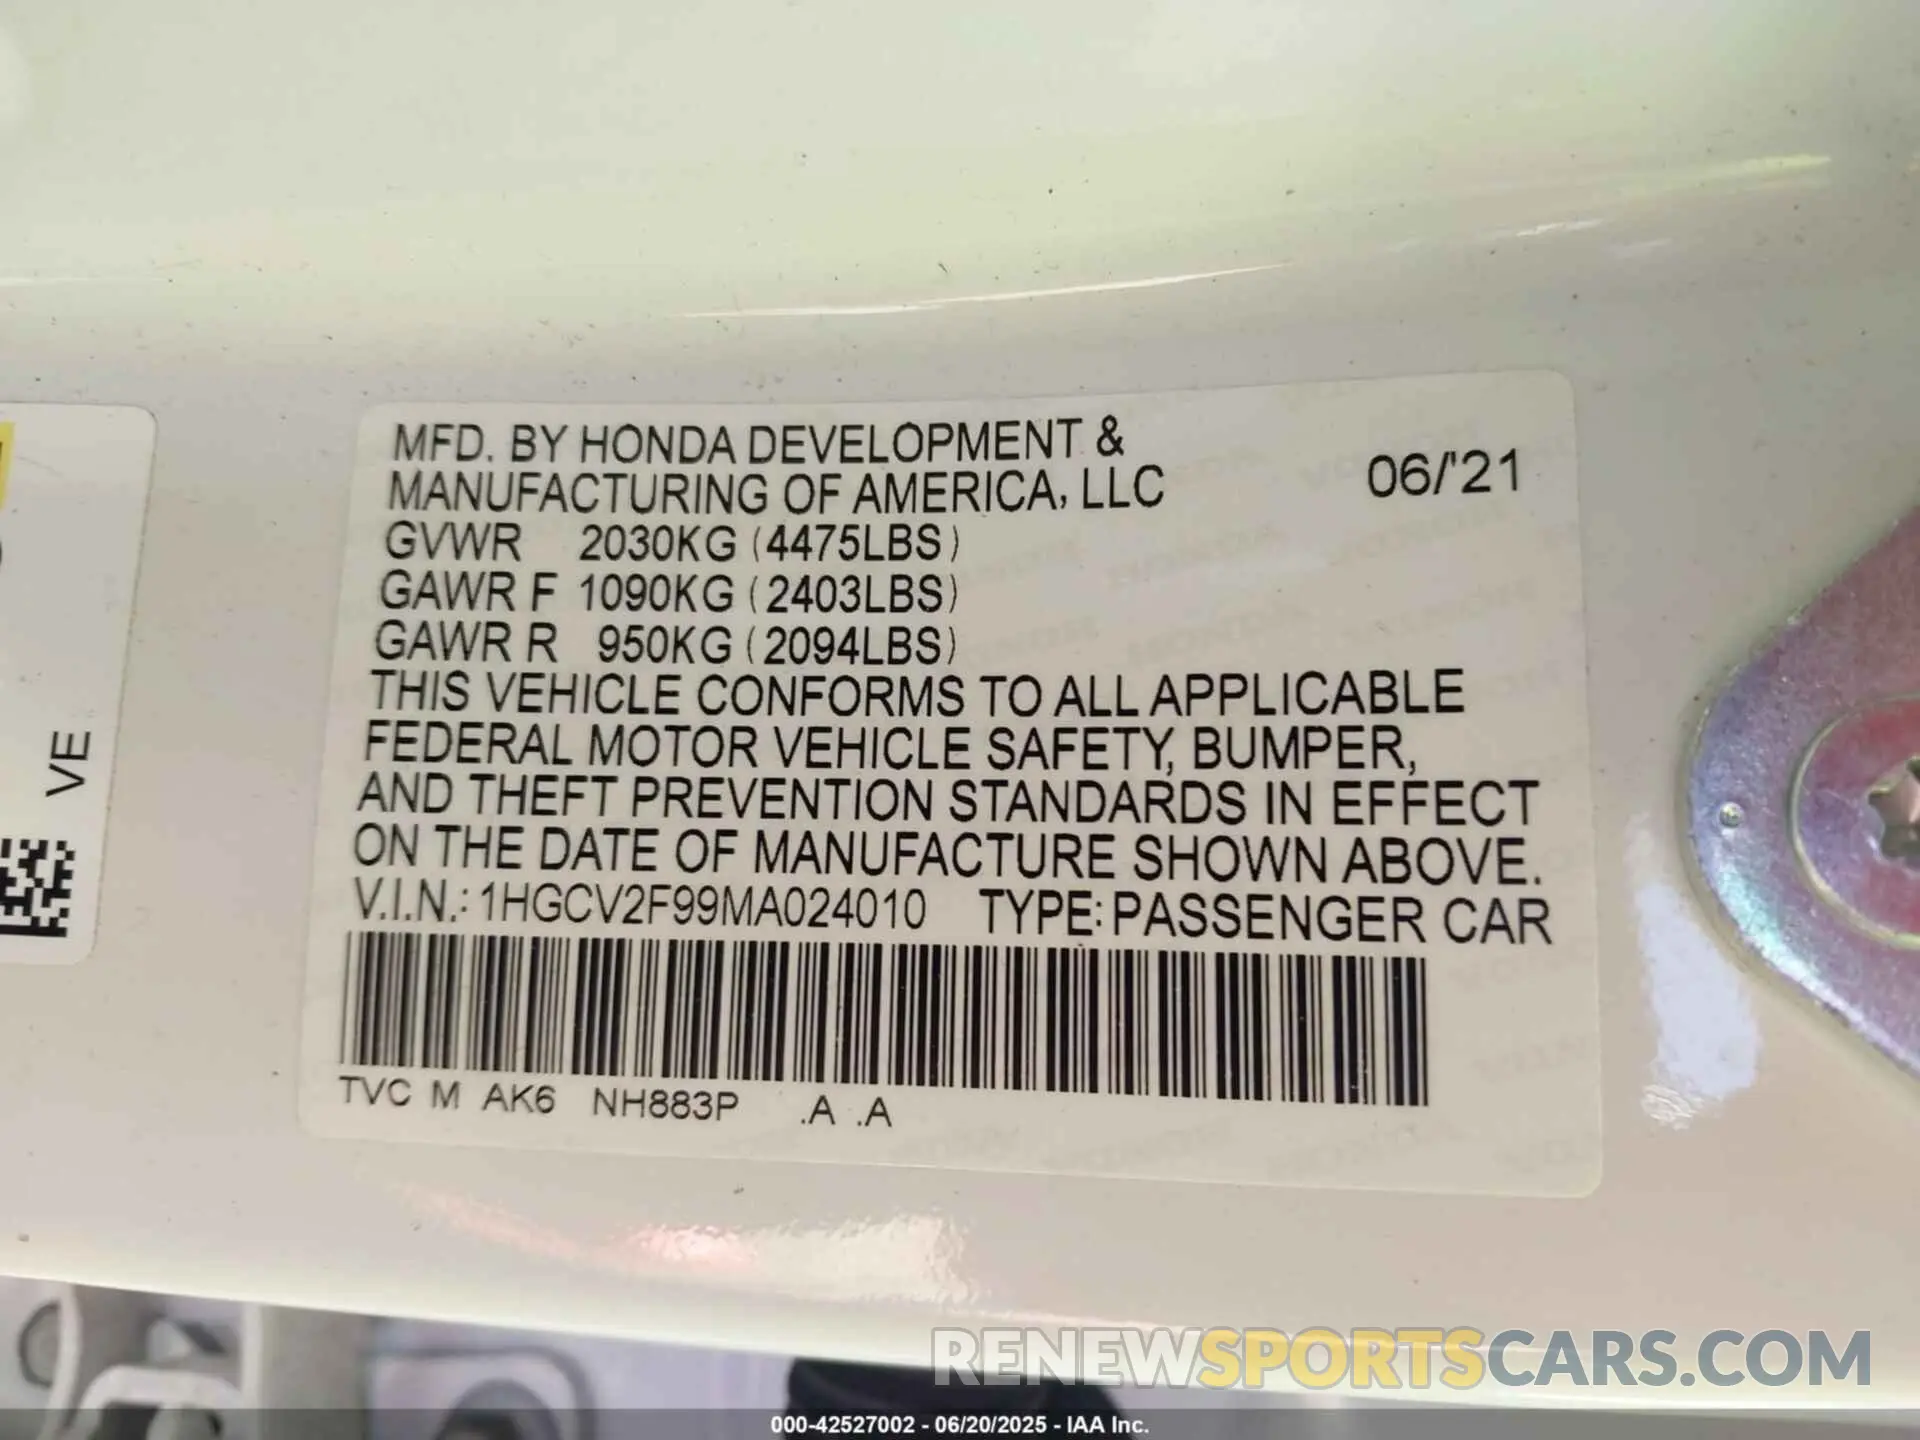 MFD. BY HONDA DEVELOPMENT &
MANUFACTURING OF AMERICA, LLC 06/'21
GVWR 2030KG (4475LBS)
GAWR F 1090KG (2403LBS)
GAWR R 950KG (2094LBS)
THIS VEHICLE CONFORMS TO ALL APPLICABLE
FEDERAL MOTOR VEHICLE SAFETY, BUMPER,
AND THEFT PREVENTION STANDARDS IN EFFECT
ON THE DATE OF MANUFACTURE SHOWN ABOVE.
V.I.N.: 1HGCV2F99MA024010 TYPE: PASSENGER CAR
TVC M AK6 NH883P .A .A
VE
RENEWSPORTSCARS.COM
000-42527002 - 06/20/2025 - IAA Inc.